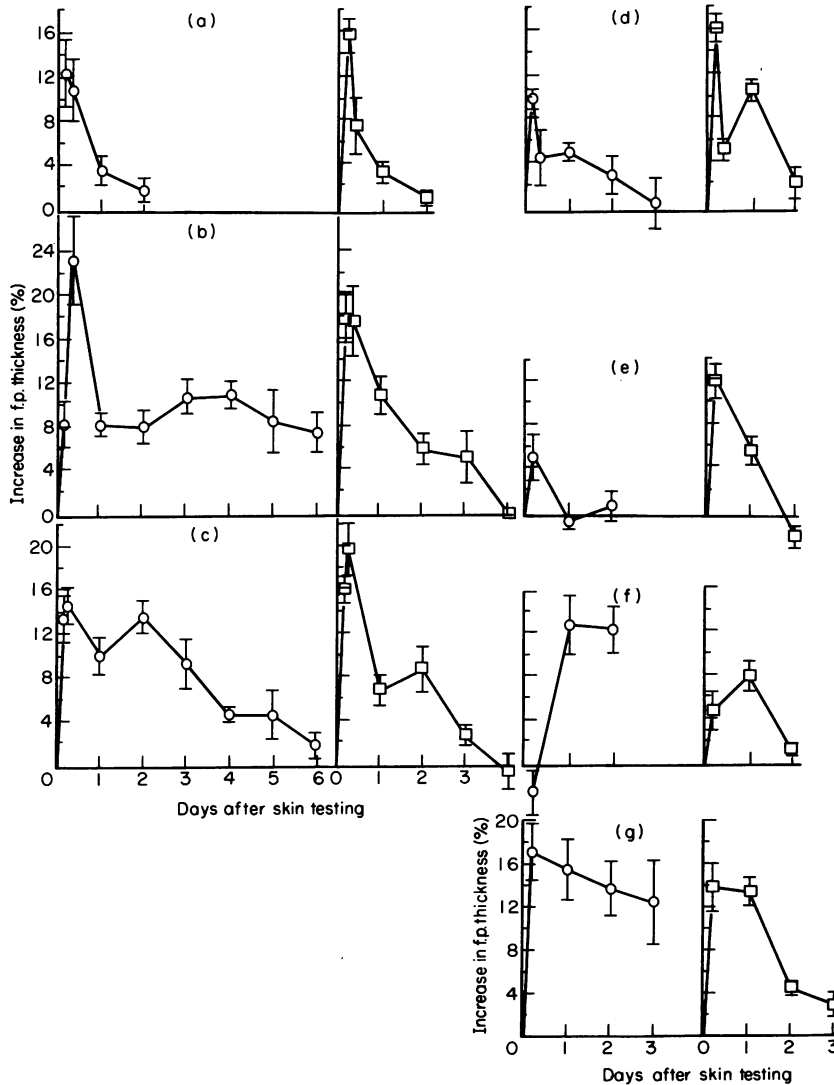 (a)
(d)
16
12
8
4
0
(b)
24
20
16
12
8
4
0
Increase in f.p. thickness (%)
(e)
(c)
20
16
12
8
4
0 1 2 3 4 5 6 0 1 2 3
Days after skin testing
(f)
(g)
20
16
12
8
4
Increase in f.p. thickness (%)
0 1 2 3 0 1 2 3
Days after skin testing